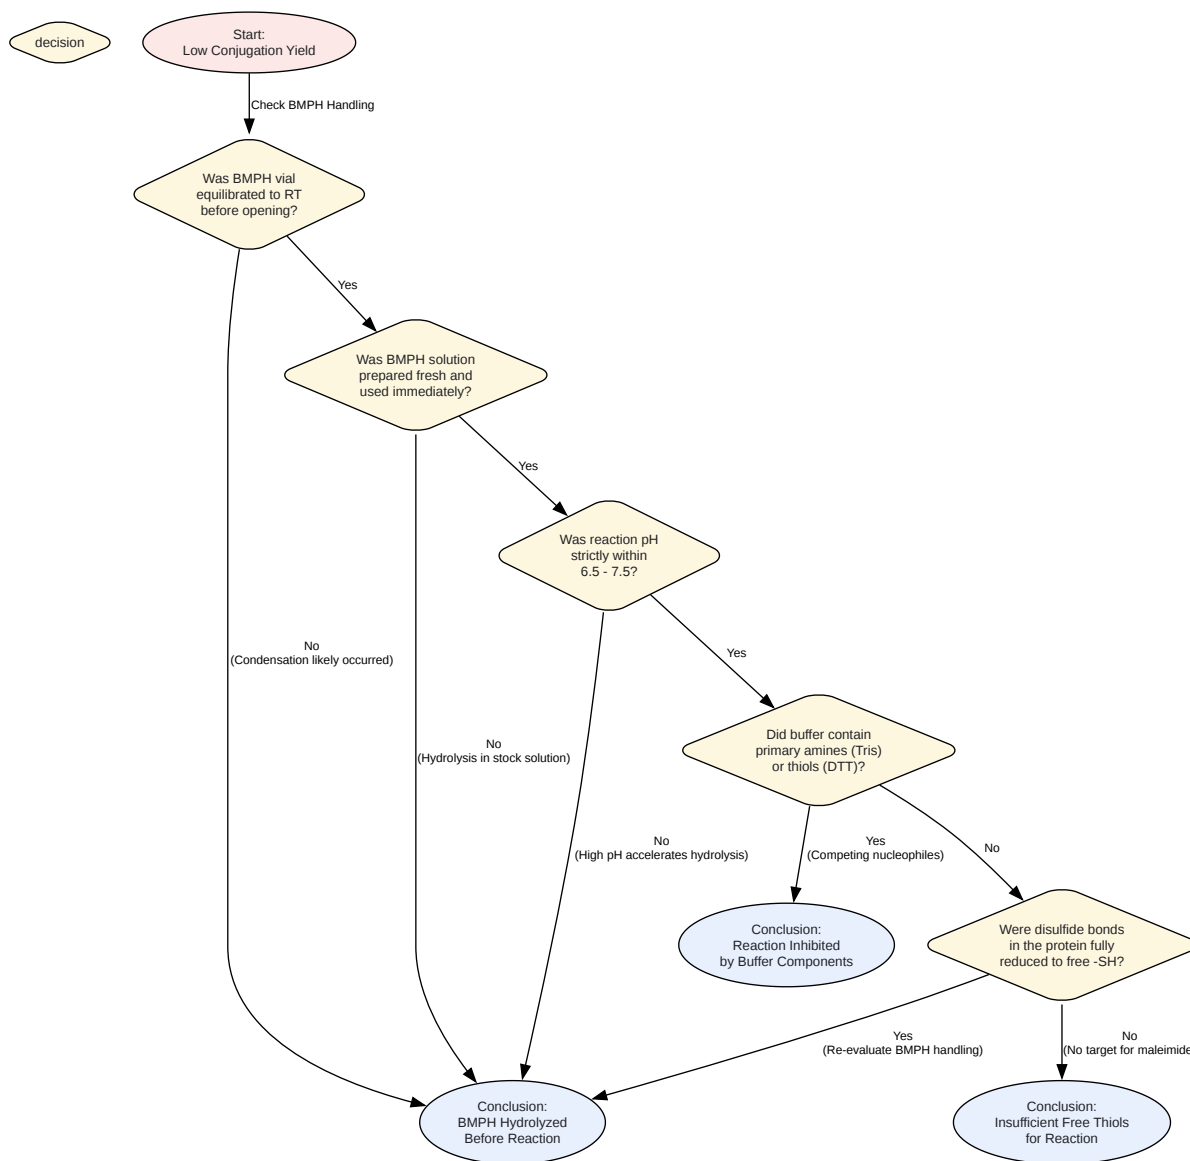 decision
Start:
Low Conjugation Yield
Check BMPH Handling
Was BMPH vial
equilibrated to RT
before opening?
Yes
Was BMPH solution
prepared fresh and
used immediately?
Yes
Was reaction pH
strictly within
6.5 - 7.5?
No
(Condensation likely occurred)
Yes
Did buffer contain
primary amines (Tris)
or thiols (DTT)?
No
(Hydrolysis in stock solution)
No
(High pH accelerates hydrolysis)
Yes
(Competing nucleophiles)
No
Conclusion:
Reaction Inhibited
by Buffer Components
Were disulfide bonds
in the protein fully
reduced to free -SH?
Yes
(Re-evaluate BMPH handling)
No
(No target for maleimide
Conclusion:
BMPH Hydrolyzed
Before Reaction
Conclusion:
Insufficient Free Thiols
for Reaction